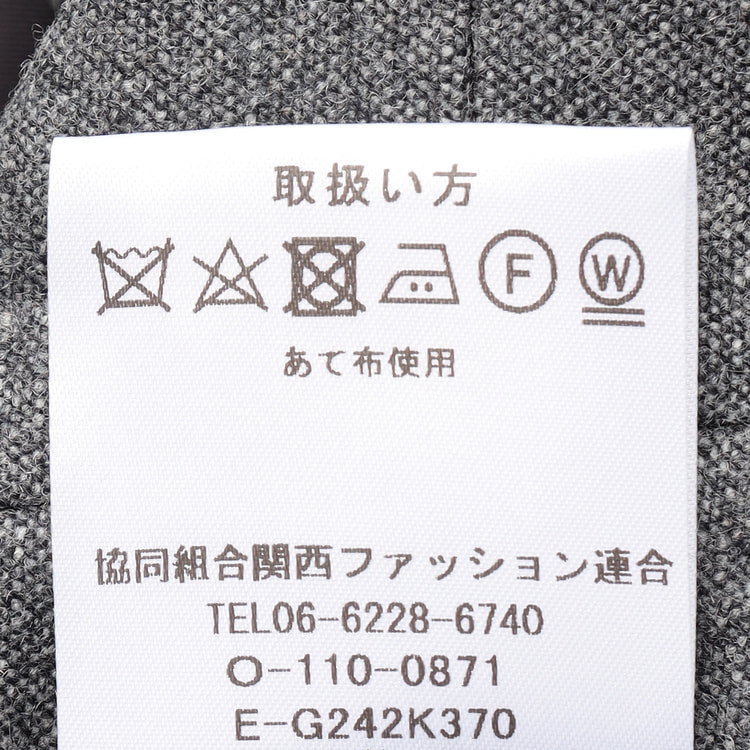 取扱い方
F W
あて布使用
協同組合関西ファッション連合
TEL06-6228-6740
O-110-0871
E-G242K370